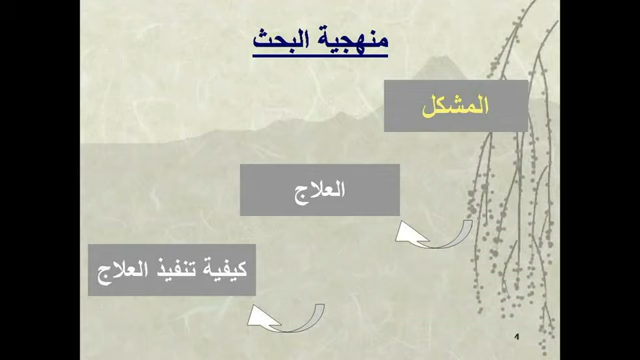 منهجية البحث
المشكل
العلاج
كيفية تنفيذ العلاج
4